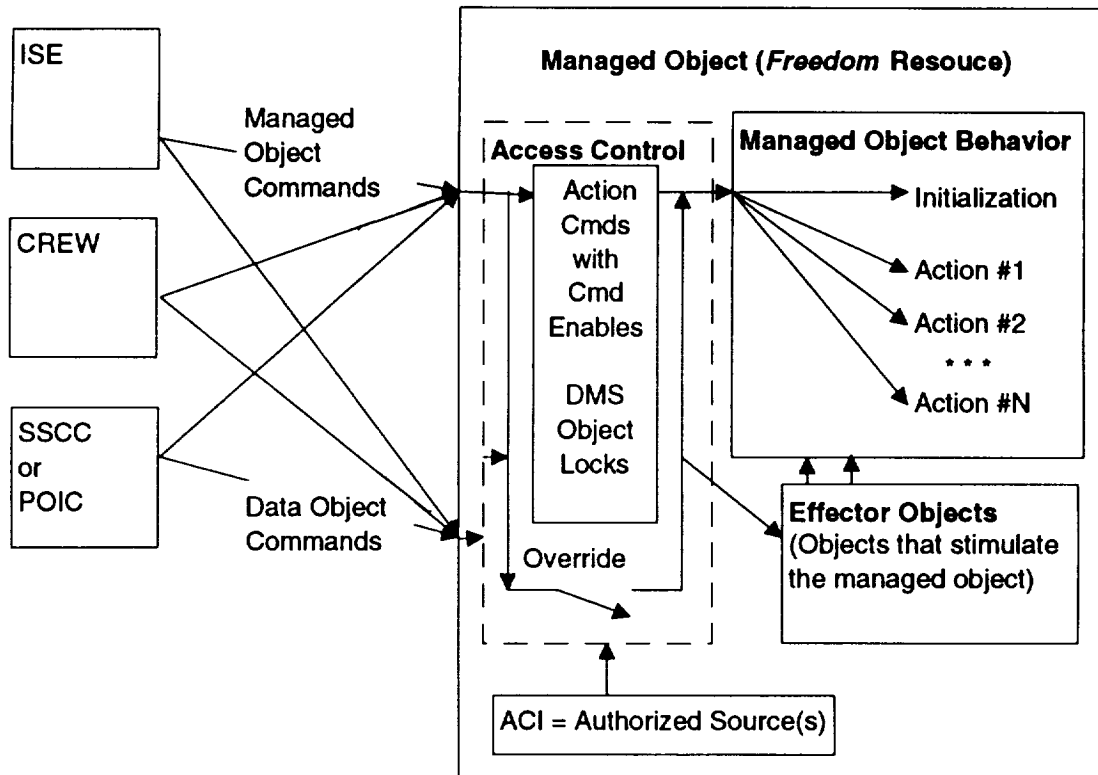 ISE
Managed Object (Freedom Resouce)
Managed
Object
Commands
Access Control
Managed Object Behavior
Action
Cmds
with
Cmd
Enables
DMS
Object
Locks
Initialization
Action #1
Action #2
* * *
Action #N
CREW
SSCC
or
POIC
Data Object
Commands
Override
Effector Objects
(Objects that stimulate
the managed object)
ACI = Authorized Source(s)